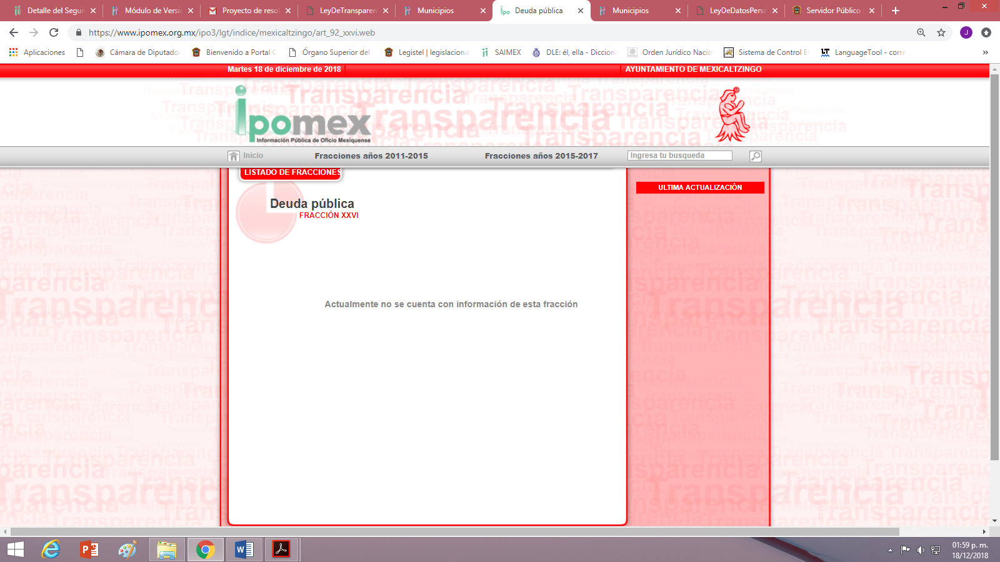 Detalle del Segui
Módulo de Versio
Proyecto de resol
LeyDeTransparen
Municipios
Deuda pública
Municipios
LeyDeDatosPerso
Servidor Público
https://www.ipomex.org.mx/ipo3/lgt/indice/mexicaltzingo/art_92_xxvi.web
J
Aplicaciones
Cámara de Diputados
Bienvenido a Portal C
Órgano Superior del
Legistel | legislacion.e
SAIMEX
DLE: él, ella - Diccion
Orden Jurídico Nacio
Sistema de Control E
LanguageTool - corre
»
Martes 18 de diciembre de 2018
AYUNTAMIENTO DE MEXICALTZINGO
ipomex
Información Pública de Oficio Mexiquense
Transparencia
Inicio
Fracciones años 2011-2015
Fracciones años 2015-2017
Ingresa tu busqueda
LISTADO DE FRACCIONES
ULTIMA ACTUALIZACIÓN
Deuda pública
FRACCIÓN XXVI
Actualmente no se cuenta con información de esta fracción
01:59 p. m.
18/12/2018